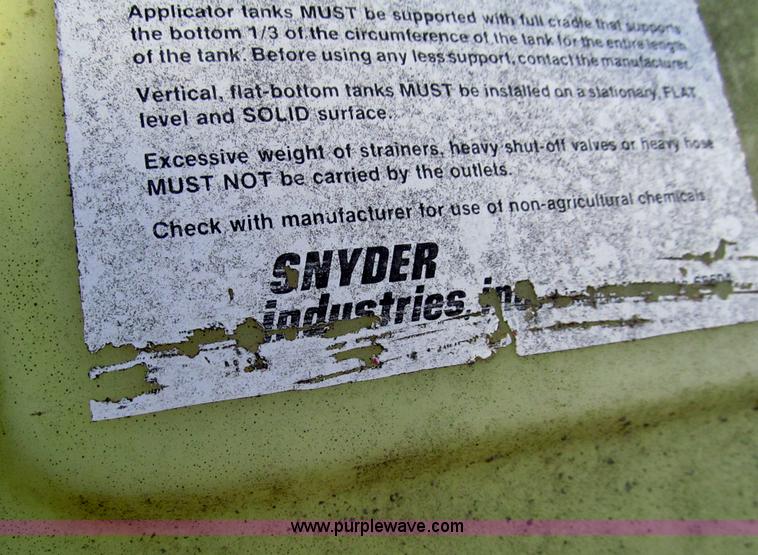 Applicator tanks MUST be supported with full cradle that supports
the bottom 1/3 of the circumference of the tank for the entire length
of the tank. Before using any less support, contact the manufacturer.
Vertical, flat-bottom tanks MUST be installed on a stationary, FLAT,
level and SOLID surface.
Excessive weight of strainers, heavy shut-off valves or heavy hose
MUST NOT be carried by the outlets.
Check with manufacturer for use of non-agricultural chemicals
SNYDER
industries, inc
www.purplewave.com